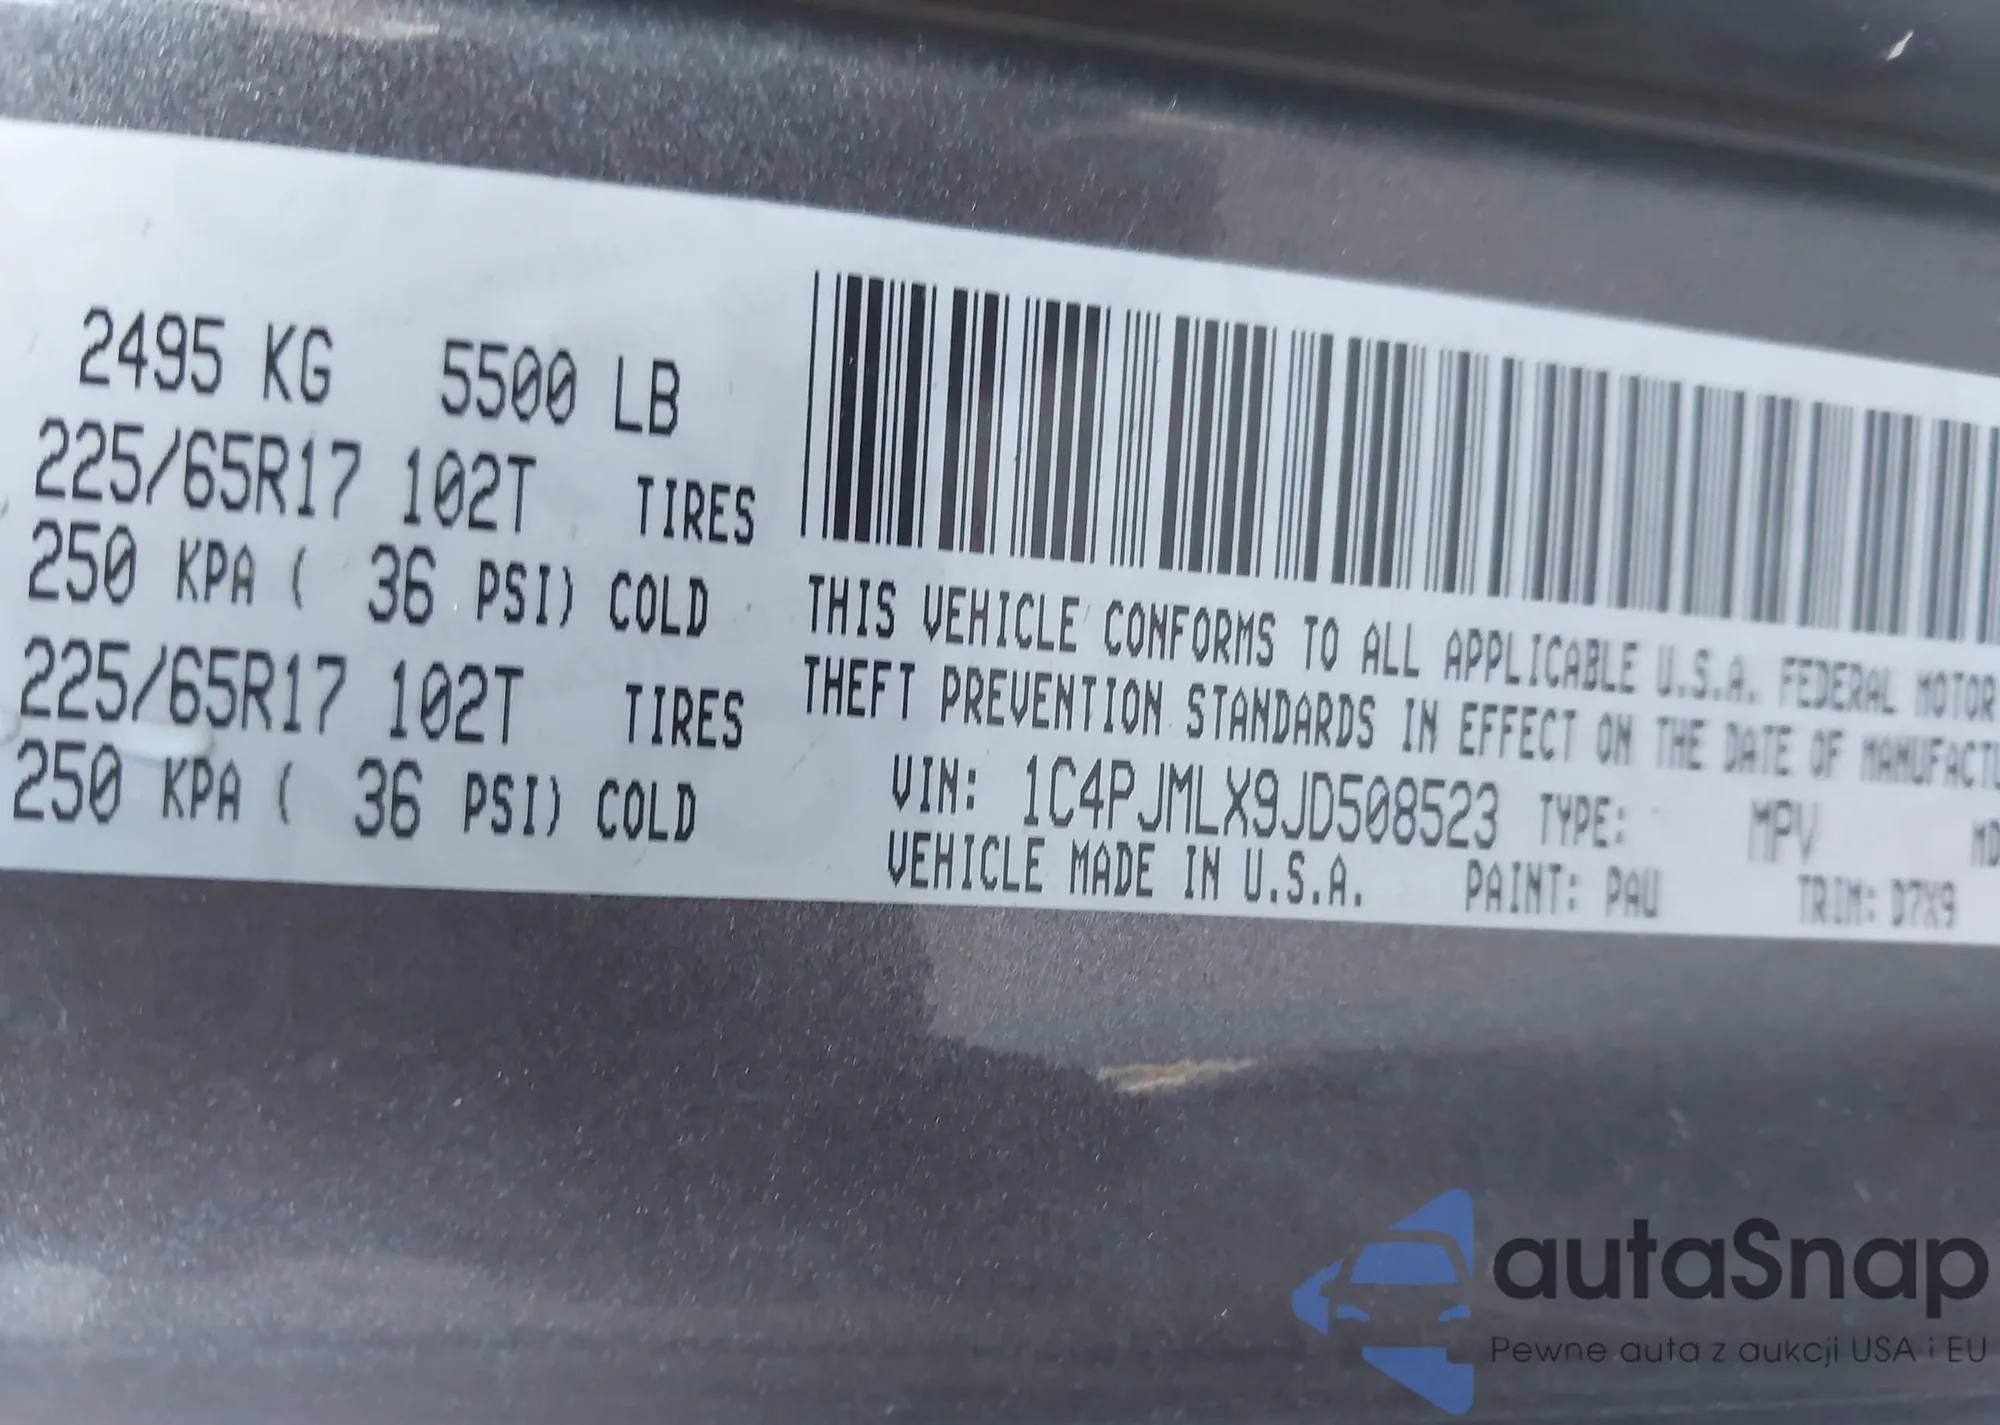 2495 KG 5500 LB
225/65R17 102T TIRES
250 KPA ( 36 PSI) COLD
225/65R17 102T TIRES
250 KPA ( 36 PSI) COLD
THIS VEHICLE CONFORMS TO ALL APPLICABLE U.S.A. FEDERAL MOTOR
THEFT PREVENTION STANDARDS IN EFFECT ON THE DATE OF MANUFACTU
VIN: 1C4PJMLX9JD508523 TYPE: MPV MD
VEHICLE MADE IN U.S.A. PAINT: PAU TRIM: D7X9
autaSnap
Pewne auta z aukcji USA i EU